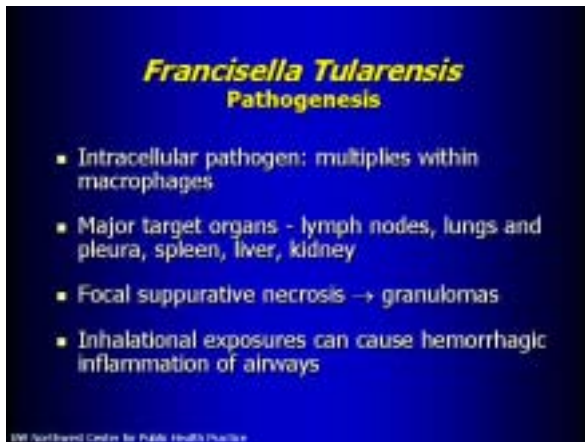 Francisella Tularensis
Pathogenesis
▪ Intracellular pathogen: multiplies within
macrophages
▪ Major target organs - lymph nodes, lungs and
pleura, spleen, liver, kidney
▪ Focal suppurative necrosis → granulomas
▪ Inhalational exposures can cause hemorrhagic
inflammation of airways
UW Northwest Center for Public Health Practice